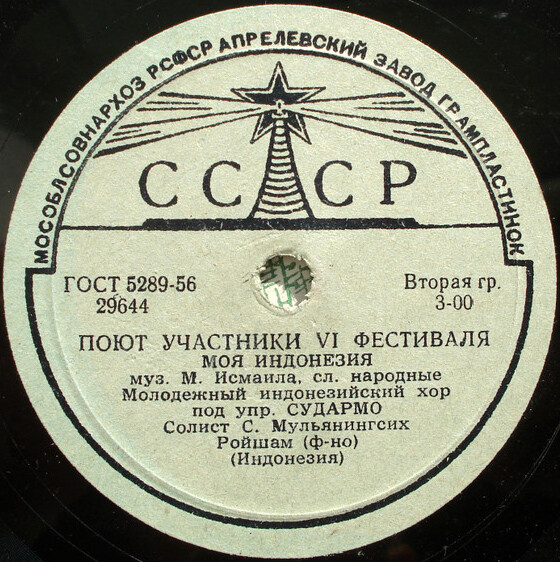 МОСОБЛСОВНАРХОЗ РСФСР АПРЕЛЕВСКИЙ ЗАВОД ГРАМПЛАСТИНОК
СССР
ГОСТ 5289-56
29644
Вторая гр.
3-00
ПОЮТ УЧАСТНИКИ VI ФЕСТИВАЛЯ
МОЯ ИНДОНЕЗИЯ
муз. М. Исмаила, сл. народные
Молодежный индонезийский хор
под упр. СУДАРМО
Солист С. Мульянингсих
Ройшам (ф-но)
(Индонезия)